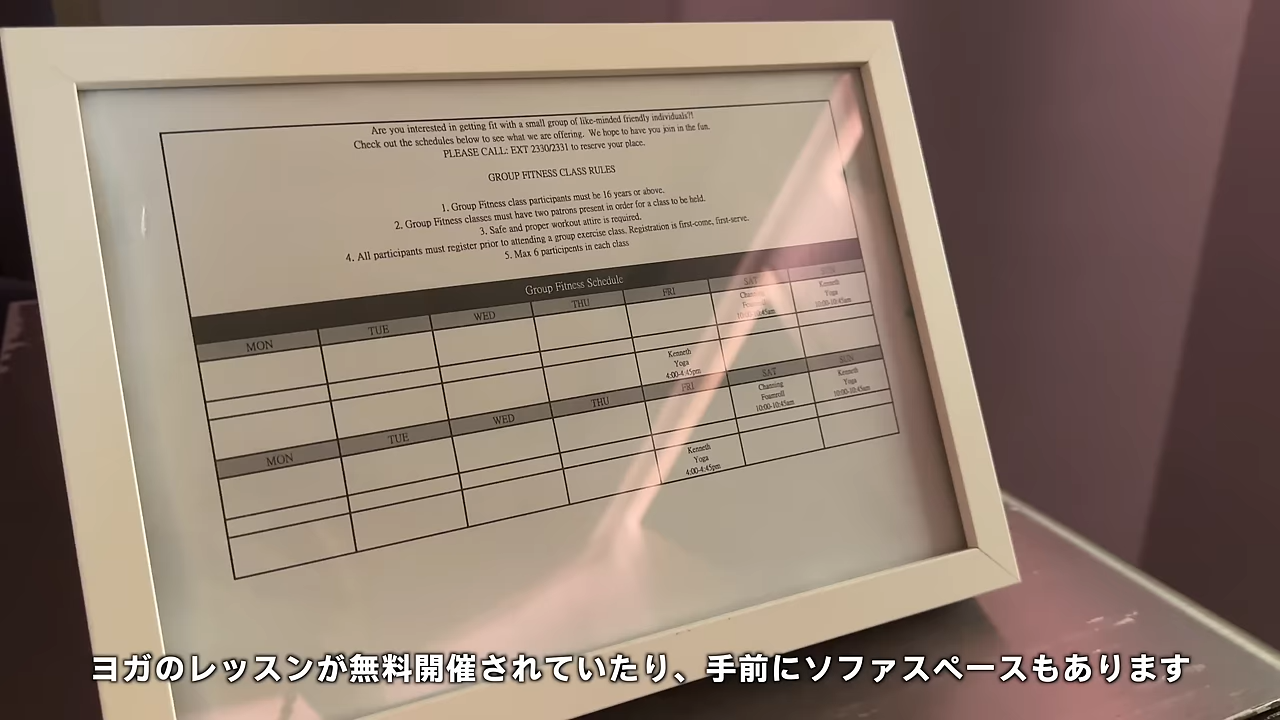 Are you interested in getting fit with a small group of like-minded friendly individuals?!
Check out the schedules below to see what we are offering. We hope to have you join in the fun.
PLEASE CALL: EXT 2330/2331 to reserve your place.
GROUP FITNESS CLASS RULES
1. Group Fitness class participants must be 16 years or above.
2. Group Fitness classes must have two patrons present in order for a class to be held.
3. Safe and proper workout attire is required.
4. All participants must register prior to attending a group exercise class. Registration is first-come, first-serve.
5. Max 6 participants in each class
Group Fitness Schedule
MON TUE WED THU FRI SAT SUN
Channing Kenneth
Foamroll Yoga
10:00-10:45am 10:00-10:45am
Kenneth
Yoga
4:00-4:45pm
MON TUE WED THU FRI SAT SUN
Channing Kenneth
Foamroll Yoga
10:00-10:45am 10:00-10:45am
Kenneth
Yoga
4:00-4:45pm
ヨガのレッスンが無料開催されていたり、手前にソファスペースもあります